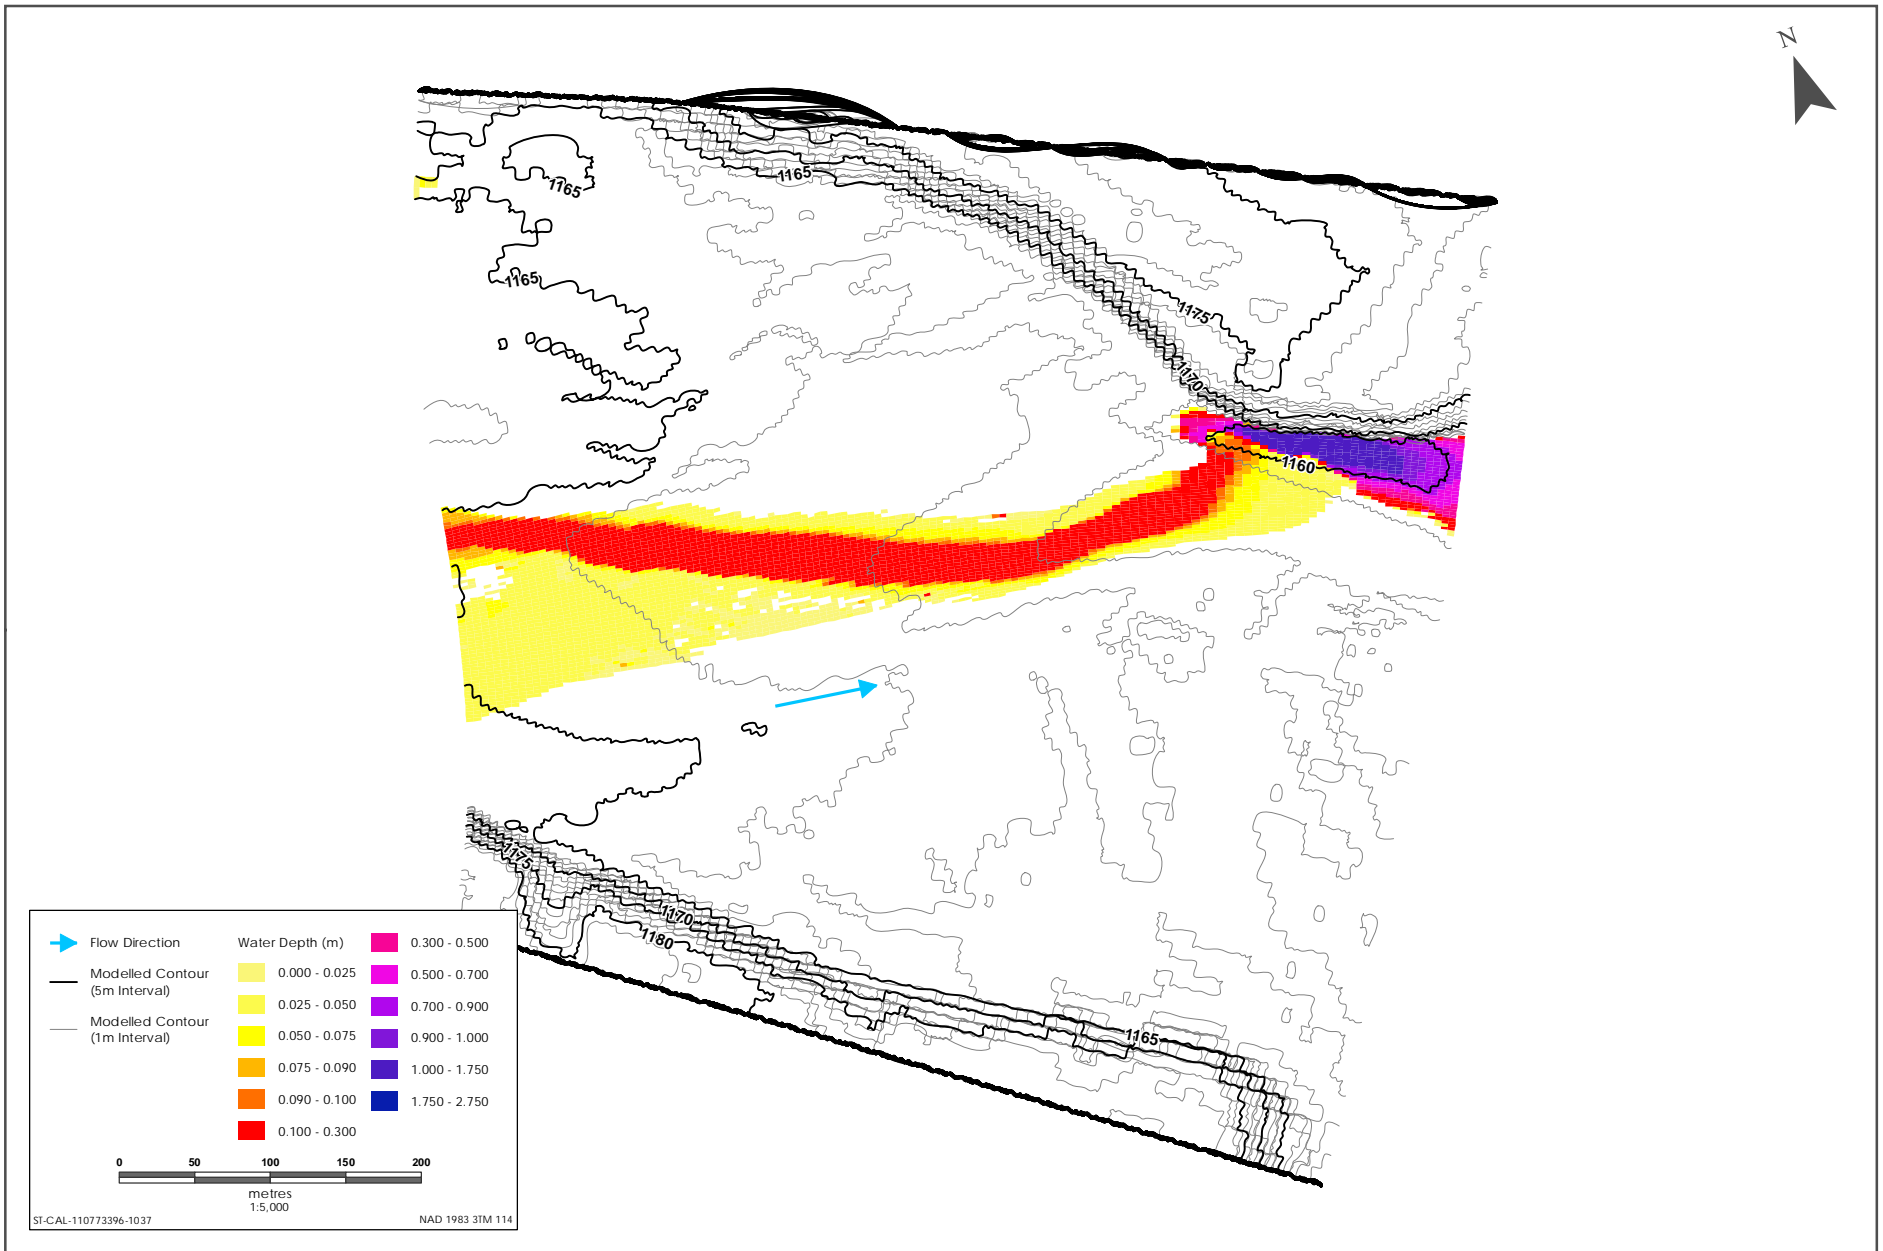 N
1165
1165
1165
1175
1170
1160
1175
1170
1180
1165
Flow Direction
Modelled Contour
(5m Interval)
Modelled Contour
(1m Interval)
Water Depth (m)
0.000 - 0.025
0.025 - 0.050
0.050 - 0.075
0.075 - 0.090
0.090 - 0.100
0.100 - 0.300
0.300 - 0.500
0.500 - 0.700
0.700 - 0.900
0.900 - 1.000
1.000 - 1.750
1.750 - 2.750
0 50 100 150 200
metres
1:5,000
ST-CAL-110773396-1037
NAD 1983 3TM 114